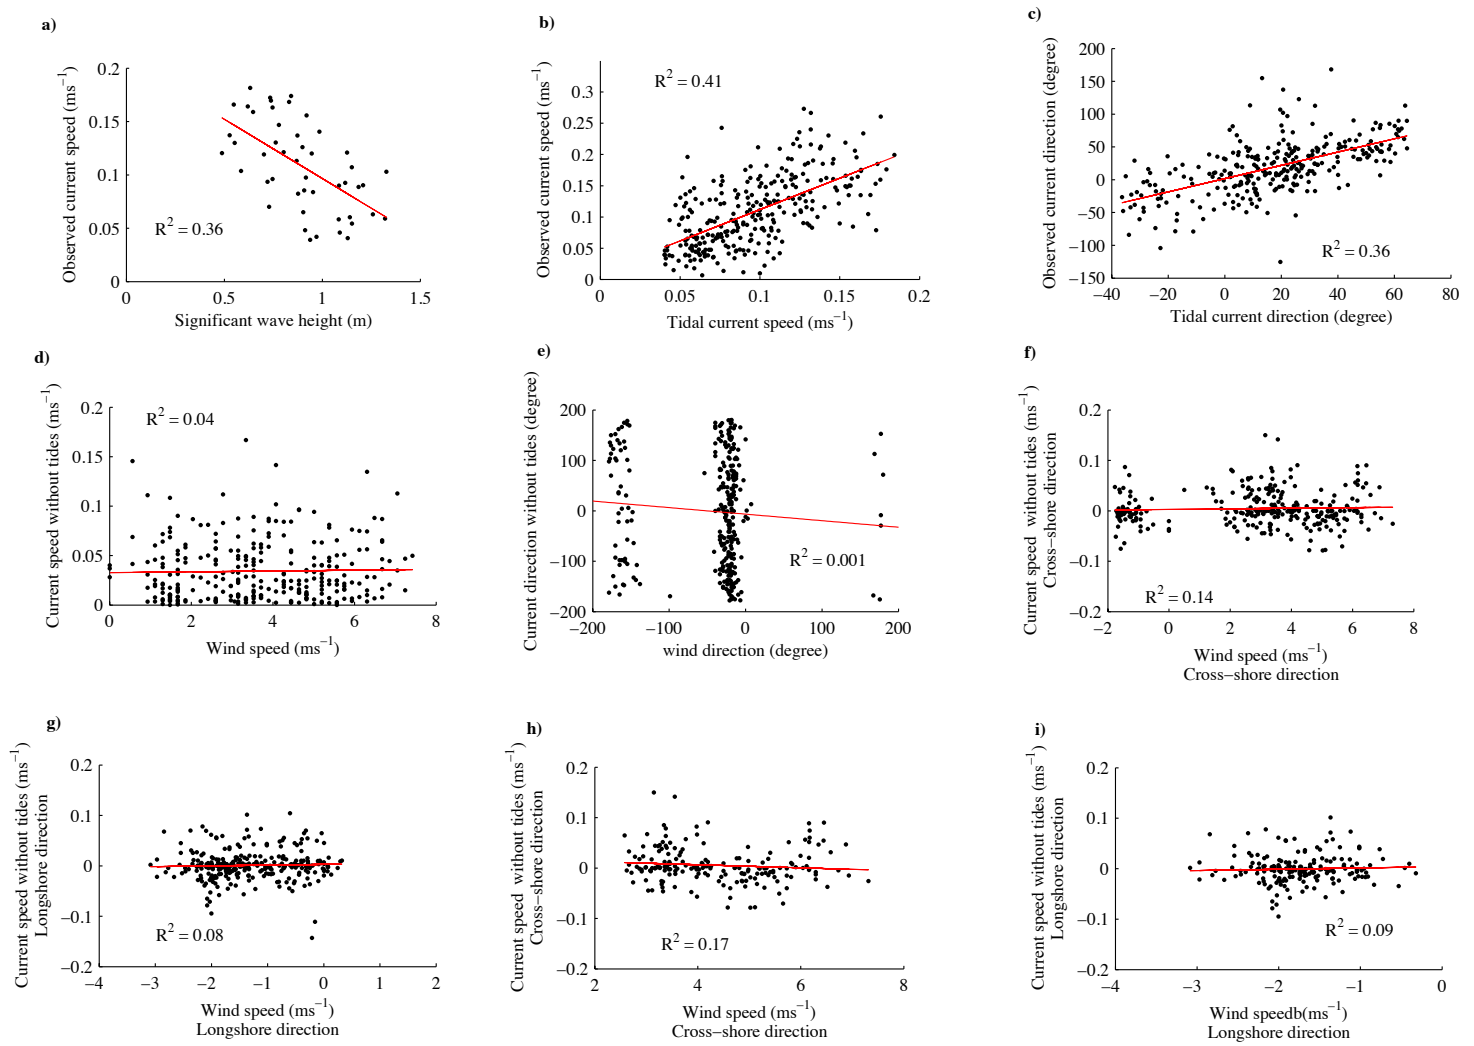 a)
Observed current speed (ms⁻¹)
0.2
0.15
0.1
0.05
0
R² = 0.36
0 0.5 1 1.5
Significant wave height (m)
b)
Observed current speed (ms⁻¹)
0.3
0.25
0.2
0.15
0.1
0.05
0
R² = 0.41
0 0.05 0.1 0.15 0.2
Tidal current speed (ms⁻¹)
c)
Observed current direction (degree)
200
150
100
50
0
−50
−100
−150
R² = 0.36
−40 −20 0 20 40 60 80
Tidal current direction (degree)
d)
Current speed without tides (ms⁻¹)
0.2
0.15
0.1
0.05
0
R² = 0.04
0 2 4 6 8
Wind speed (ms⁻¹)
e)
Current direction without tides (degree)
200
100
0
−100
−200
R² = 0.001
−200 −100 0 100 200
wind direction (degree)
f)
Current speed without tides (ms⁻¹)
Cross−shore direction
0.2
0.1
0
−0.1
−0.2
R² = 0.14
−2 0 2 4 6 8
Wind speed (ms⁻¹)
Cross−shore direction
g)
Current speed without tides (ms⁻¹)
Longshore direction
0.2
0.1
0
−0.1
−0.2
R² = 0.08
−4 −3 −2 −1 0 1 2
Wind speed (ms⁻¹)
Longshore direction
h)
Current speed without tides (ms⁻¹)
Cross−shore direction
0.2
0.1
0
−0.1
−0.2
R² = 0.17
2 4 6 8
Wind speed (ms⁻¹)
Cross−shore direction
i)
Current speed without tides (ms⁻¹)
Longshore direction
0.2
0.1
0
−0.1
−0.2
R² = 0.09
−4 −3 −2 −1 0
Wind speedb(ms⁻¹)
Longshore direction